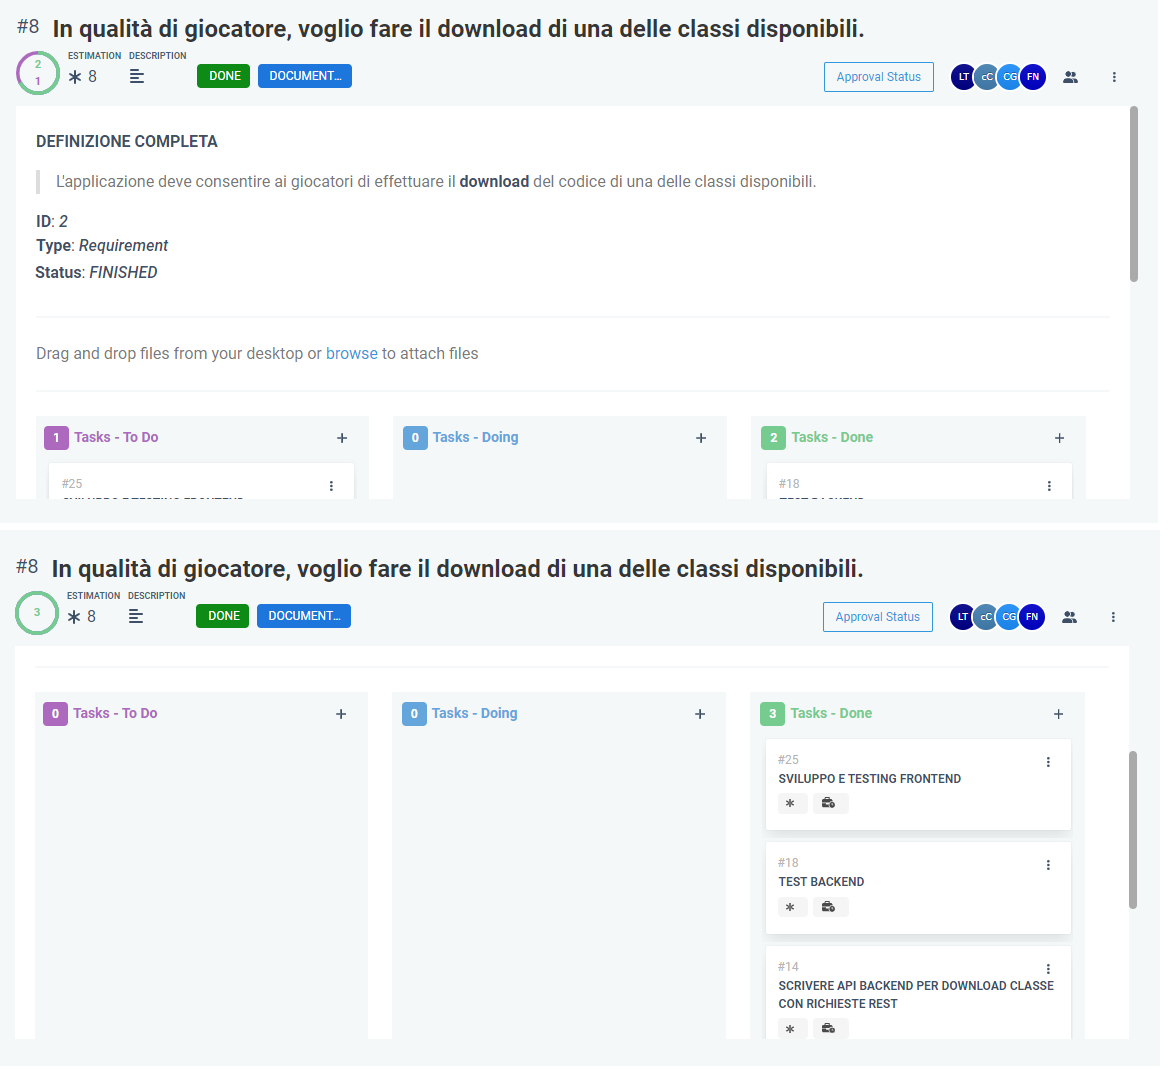 #8 In qualità di giocatore, voglio fare il download di una delle classi disponibili.
2
1
ESTIMATION DESCRIPTION
8
DONE DOCUMENT...
Approval Status LT cC CG FN
DEFINIZIONE COMPLETA
L'applicazione deve consentire ai giocatori di effettuare il download del codice di una delle classi disponibili.
ID: 2
Type: Requirement
Status: FINISHED
Drag and drop files from your desktop or browse to attach files
1 Tasks - To Do +
0 Tasks - Doing +
2 Tasks - Done +
#25
SVILUPPO E TESTING FRONTEND
#18
TEST BACKEND
#8 In qualità di giocatore, voglio fare il download di una delle classi disponibili.
3
ESTIMATION DESCRIPTION
8
DONE DOCUMENT...
Approval Status LT cC CG FN
0 Tasks - To Do +
0 Tasks - Doing +
3 Tasks - Done +
#25
SVILUPPO E TESTING FRONTEND
#18
TEST BACKEND
#14
SCRIVERE API BACKEND PER DOWNLOAD CLASSE
CON RICHIESTE REST